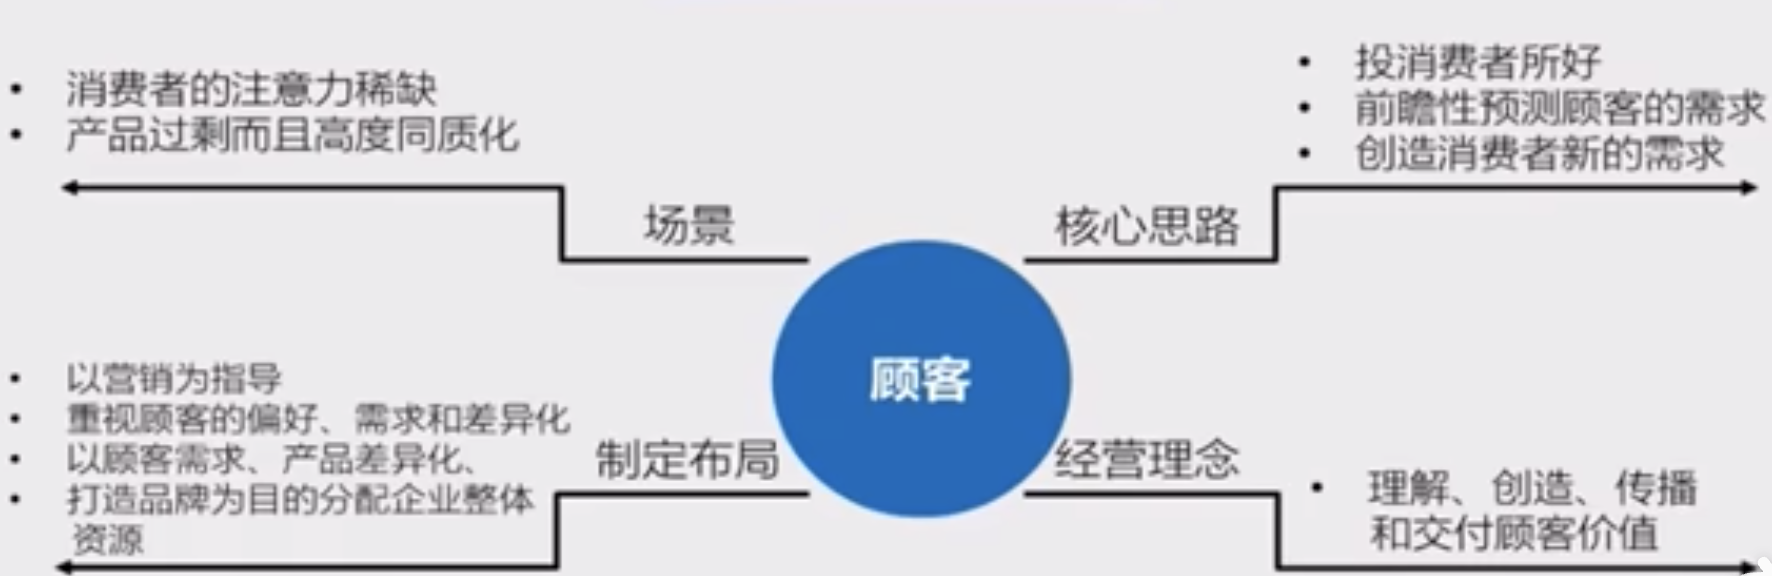 • 消费者的注意力稀缺
• 产品过剩而且高度同质化
场景
• 投消费者所好
• 前瞻性预测顾客的需求
• 创造消费者新的需求
核心思路
顾客
• 以营销为指导
• 重视顾客的偏好、需求和差异化
• 以顾客需求、产品差异化、
• 打造品牌为目的分配企业整体
资源
制定布局
经营理念
• 理解、创造、传播
和交付顾客价值